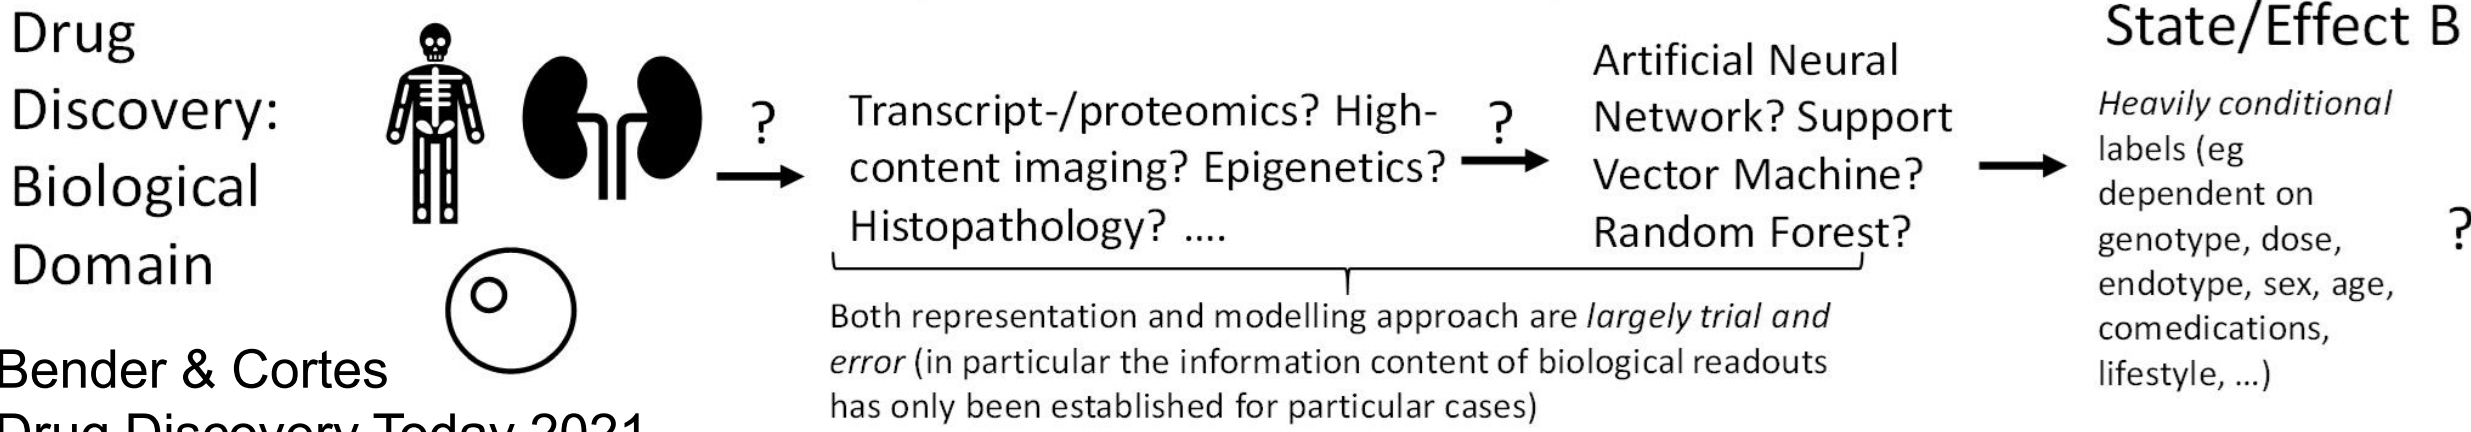 Drug
Discovery:
Biological
Domain
?
Transcript-/proteomics? High-
content imaging? Epigenetics?
Histopathology? ....
?
Artificial Neural
Network? Support
Vector Machine?
Random Forest?
Both representation and modelling approach are largely trial and
error (in particular the information content of biological readouts
has only been established for particular cases)
State/Effect B
Heavily conditional
labels (eg
dependent on
genotype, dose,
endotype, sex, age,
comedications,
lifestyle, ...)
?
Bender & Cortes
Drug Discovery Today 2021